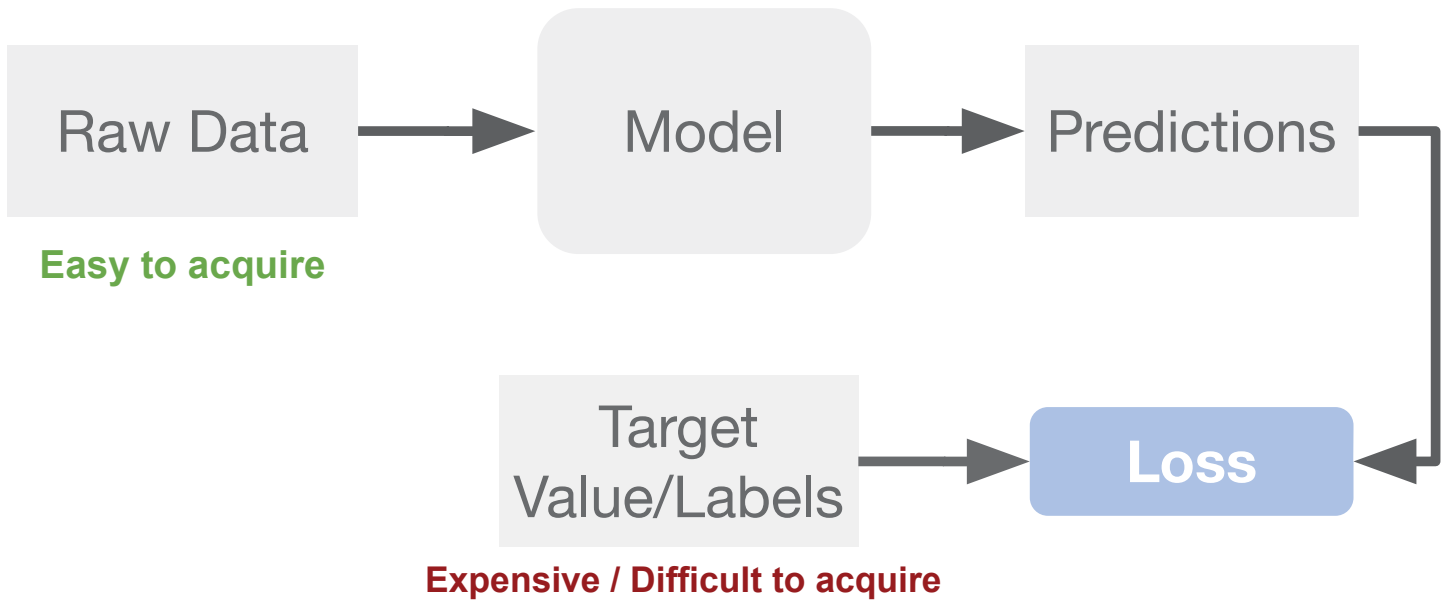 Raw Data
Model
Predictions
Easy to acquire
Target
Value/Labels
Loss
Expensive / Difficult to acquire